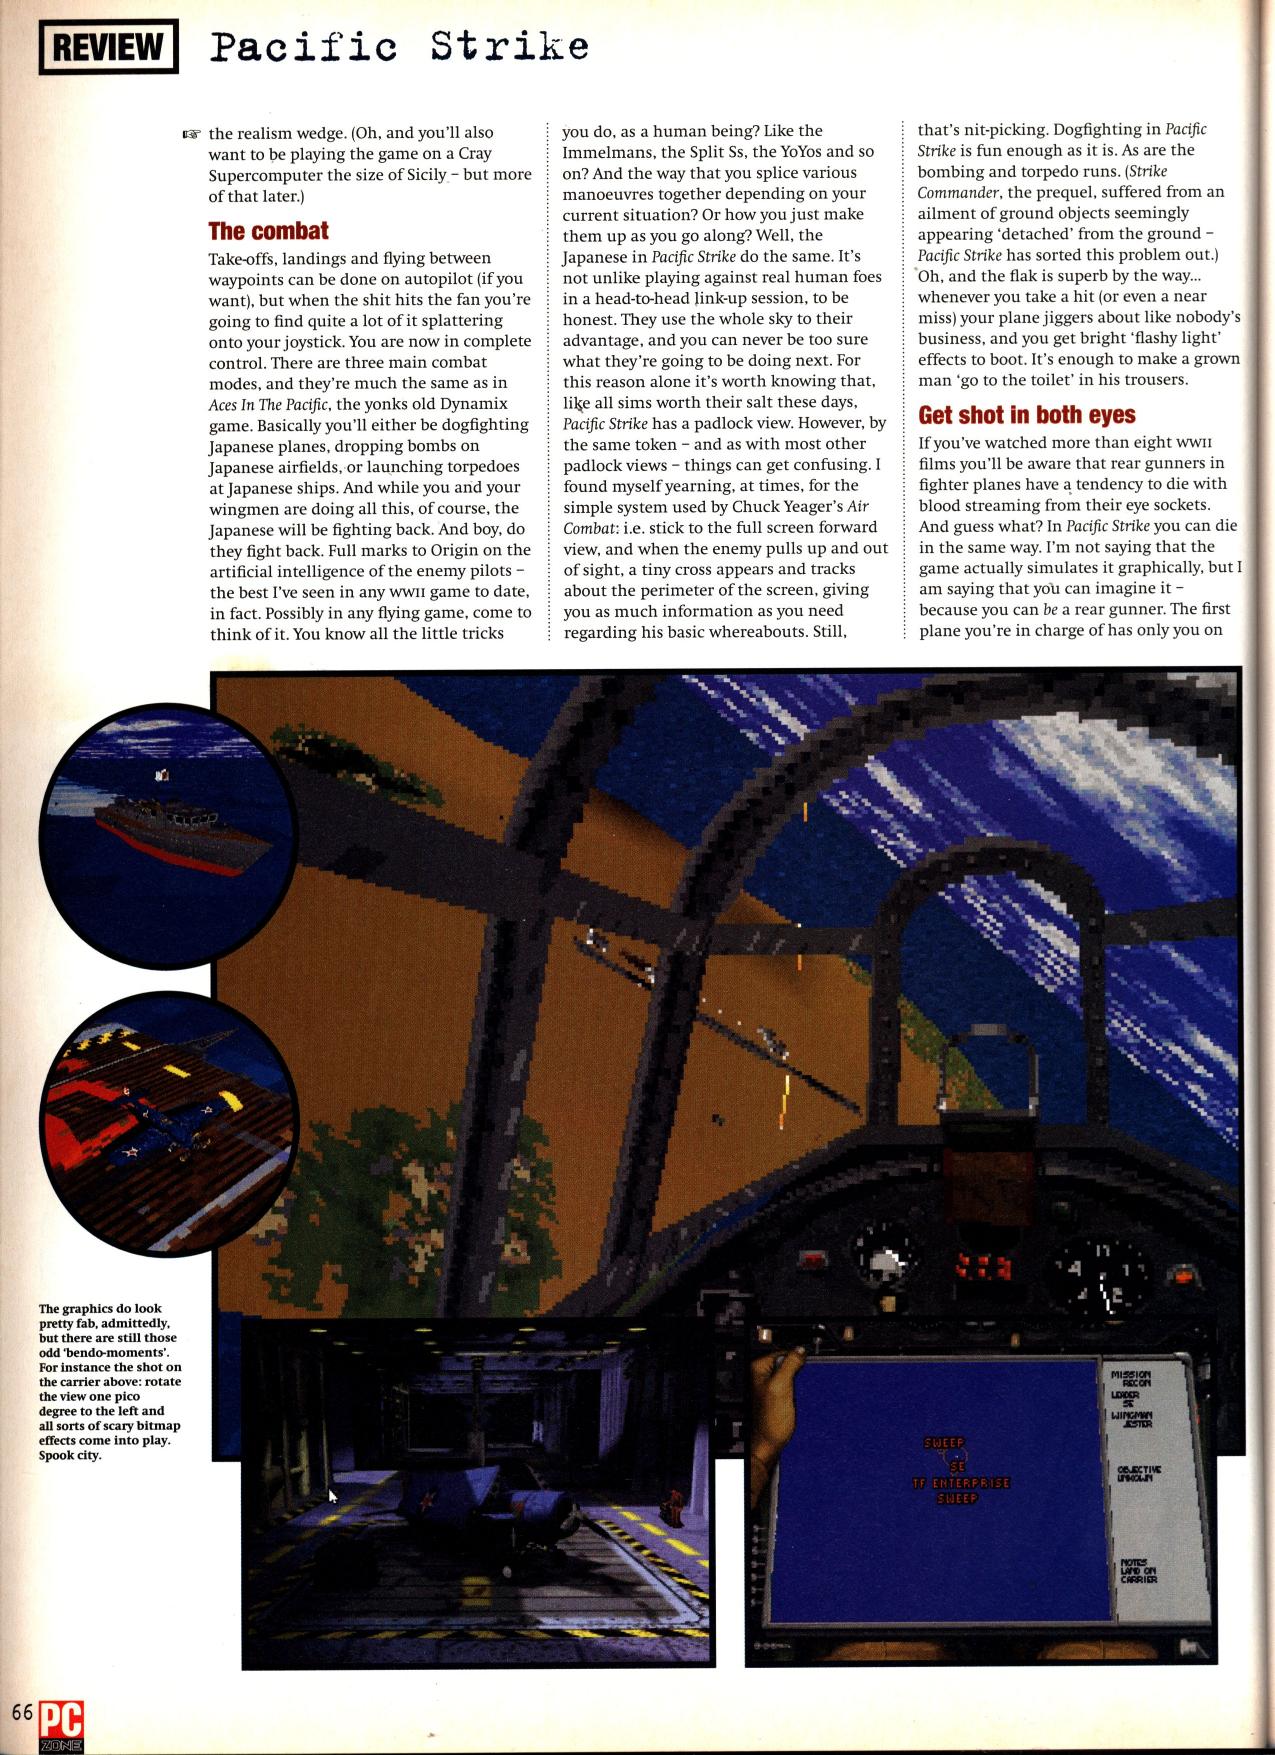 REVIEW
Pacific Strike
☞ the realism wedge. (Oh, and you'll also
want to be playing the game on a Cray
Supercomputer the size of Sicily – but more
of that later.)
The combat
Take-offs, landings and flying between
waypoints can be done on autopilot (if you
want), but when the shit hits the fan you're
going to find quite a lot of it splattering
onto your joystick. You are now in complete
control. There are three main combat
modes, and they're much the same as in
Aces In The Pacific, the yonks old Dynamix
game. Basically you'll either be dogfighting
Japanese planes, dropping bombs on
Japanese airfields, or launching torpedoes
at Japanese ships. And while you and your
wingmen are doing all this, of course, the
Japanese will be fighting back. And boy, do
they fight back. Full marks to Origin on the
artificial intelligence of the enemy pilots –
the best I've seen in any WWII game to date,
in fact. Possibly in any flying game, come to
think of it. You know all the little tricks
you do, as a human being? Like the
Immelmans, the Split Ss, the YoYos and so
on? And the way that you splice various
manoeuvres together depending on your
current situation? Or how you just make
them up as you go along? Well, the
Japanese in Pacific Strike do the same. It's
not unlike playing against real human foes
in a head-to-head link-up session, to be
honest. They use the whole sky to their
advantage, and you can never be too sure
what they're going to be doing next. For
this reason alone it's worth knowing that,
like all sims worth their salt these days,
Pacific Strike has a padlock view. However, by
the same token – and as with most other
padlock views – things can get confusing. I
found myself yearning, at times, for the
simple system used by Chuck Yeager's Air
Combat: i.e. stick to the full screen forward
view, and when the enemy pulls up and out
of sight, a tiny cross appears and tracks
about the perimeter of the screen, giving
you as much information as you need
regarding his basic whereabouts. Still,
that's nit-picking. Dogfighting in Pacific
Strike is fun enough as it is. As are the
bombing and torpedo runs. (Strike
Commander, the prequel, suffered from an
ailment of ground objects seemingly
appearing 'detached' from the ground –
Pacific Strike has sorted this problem out.)
Oh, and the flak is superb by the way...
whenever you take a hit (or even a near
miss) your plane jiggers about like nobody's
business, and you get bright 'flashy light'
effects to boot. It's enough to make a grown
man 'go to the toilet' in his trousers.
Get shot in both eyes
If you've watched more than eight WWII
films you'll be aware that rear gunners in
fighter planes have a tendency to die with
blood streaming from their eye sockets.
And guess what? In Pacific Strike you can die
in the same way. I'm not saying that the
game actually simulates it graphically, but I
am saying that you can imagine it –
because you can be a rear gunner. The first
plane you're in charge of has only you on
The graphics do look
pretty fab, admittedly,
but there are still those
odd 'bendo-moments'.
For instance the shot on
the carrier above: rotate
the view one pico
degree to the left and
all sorts of scary bitmap
effects come into play.
Spook city.
SWEEP
SE
TF ENTERPRISE
SWEEP
MISSION
RECON
LEADER
SE
WINGMAN
JESTER
OBJECTIVE
UNKNOWN
NOTES
LAND ON
CARRIER
66
PC
ZONE